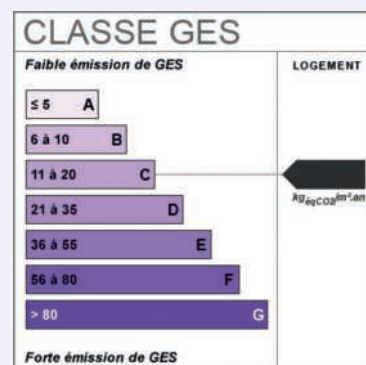 CLASSE GES
Faible émission de GES
LOGEMENT
≤ 5 A
6 à 10 B
11 à 20 C
kgéqCO2/m².an
21 à 35 D
36 à 55 E
56 à 80 F
> 80 G
Forte émission de GES